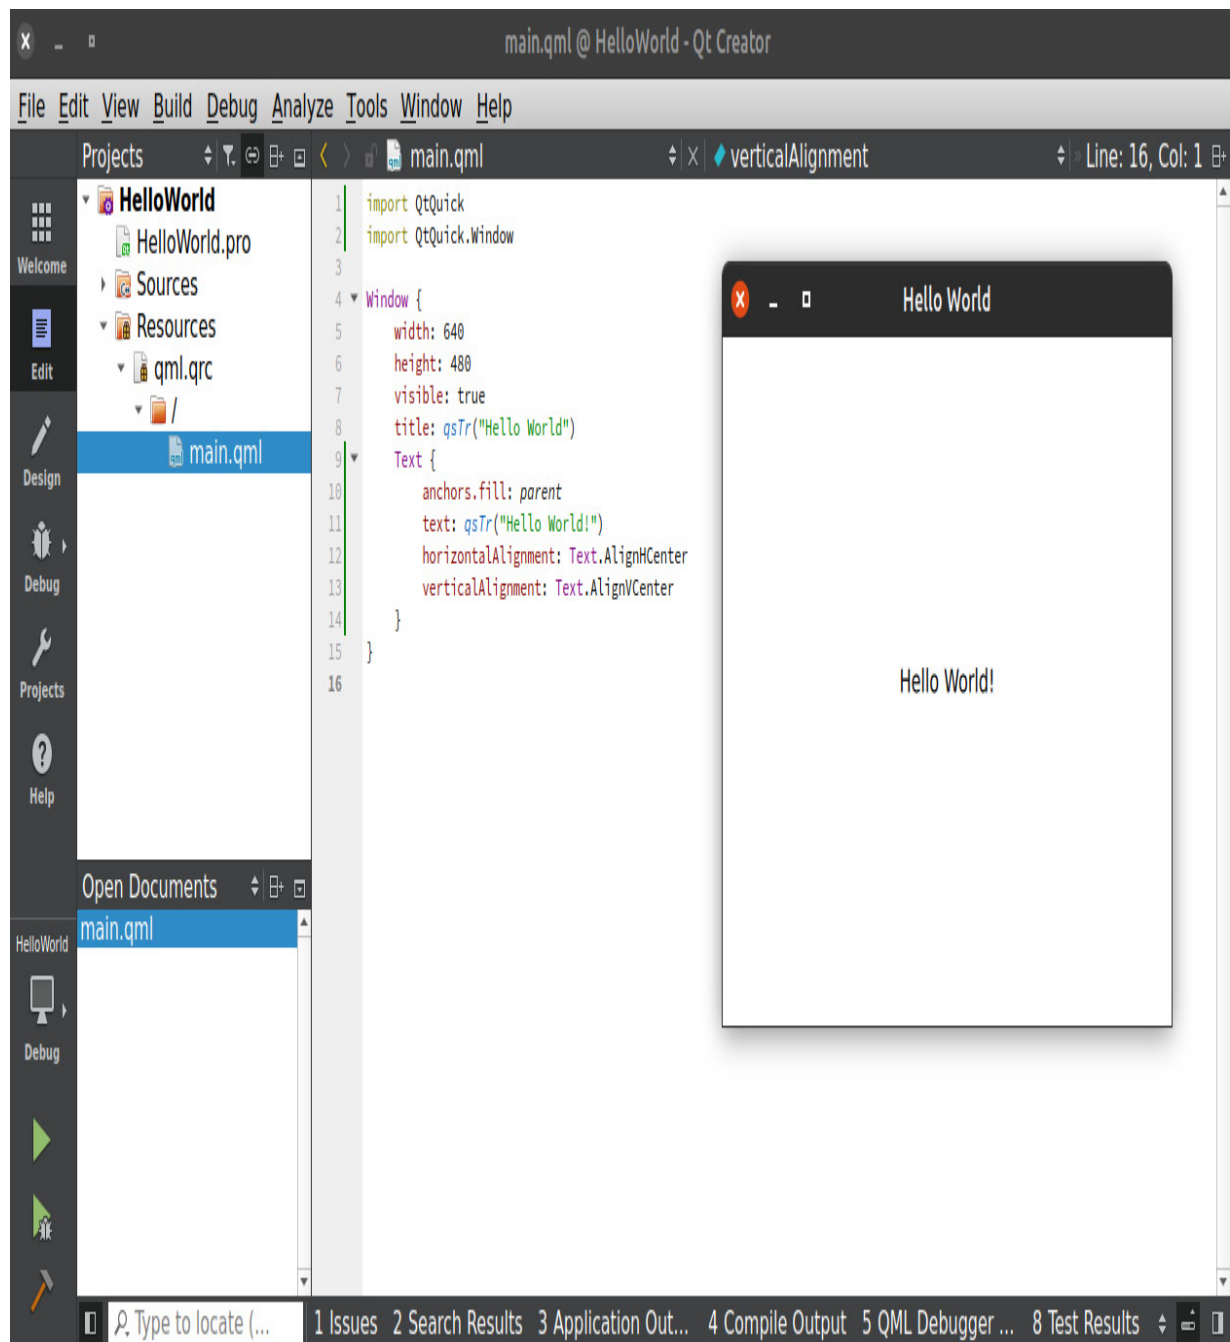 main.qml @ HelloWorld - Qt Creator
File Edit View Build Debug Analyze Tools Window Help
Projects
main.qml
verticalAlignment
Line: 16, Col: 1
Welcome
Edit
Design
Debug
Projects
Help
HelloWorld
Debug
HelloWorld
HelloWorld.pro
Sources
Resources
qml.qrc
/
main.qml
Open Documents
main.qml
1 import QtQuick
2 import QtQuick.Window
3
4 Window {
5 width: 640
6 height: 480
7 visible: true
8 title: qsTr("Hello World")
9 Text {
10 anchors.fill: parent
11 text: qsTr("Hello World!")
12 horizontalAlignment: Text.AlignHCenter
13 verticalAlignment: Text.AlignVCenter
14 }
15 }
16
Hello World
Hello World!
Type to locate (...
1 Issues 2 Search Results 3 Application Out... 4 Compile Output 5 QML Debugger ... 8 Test Results